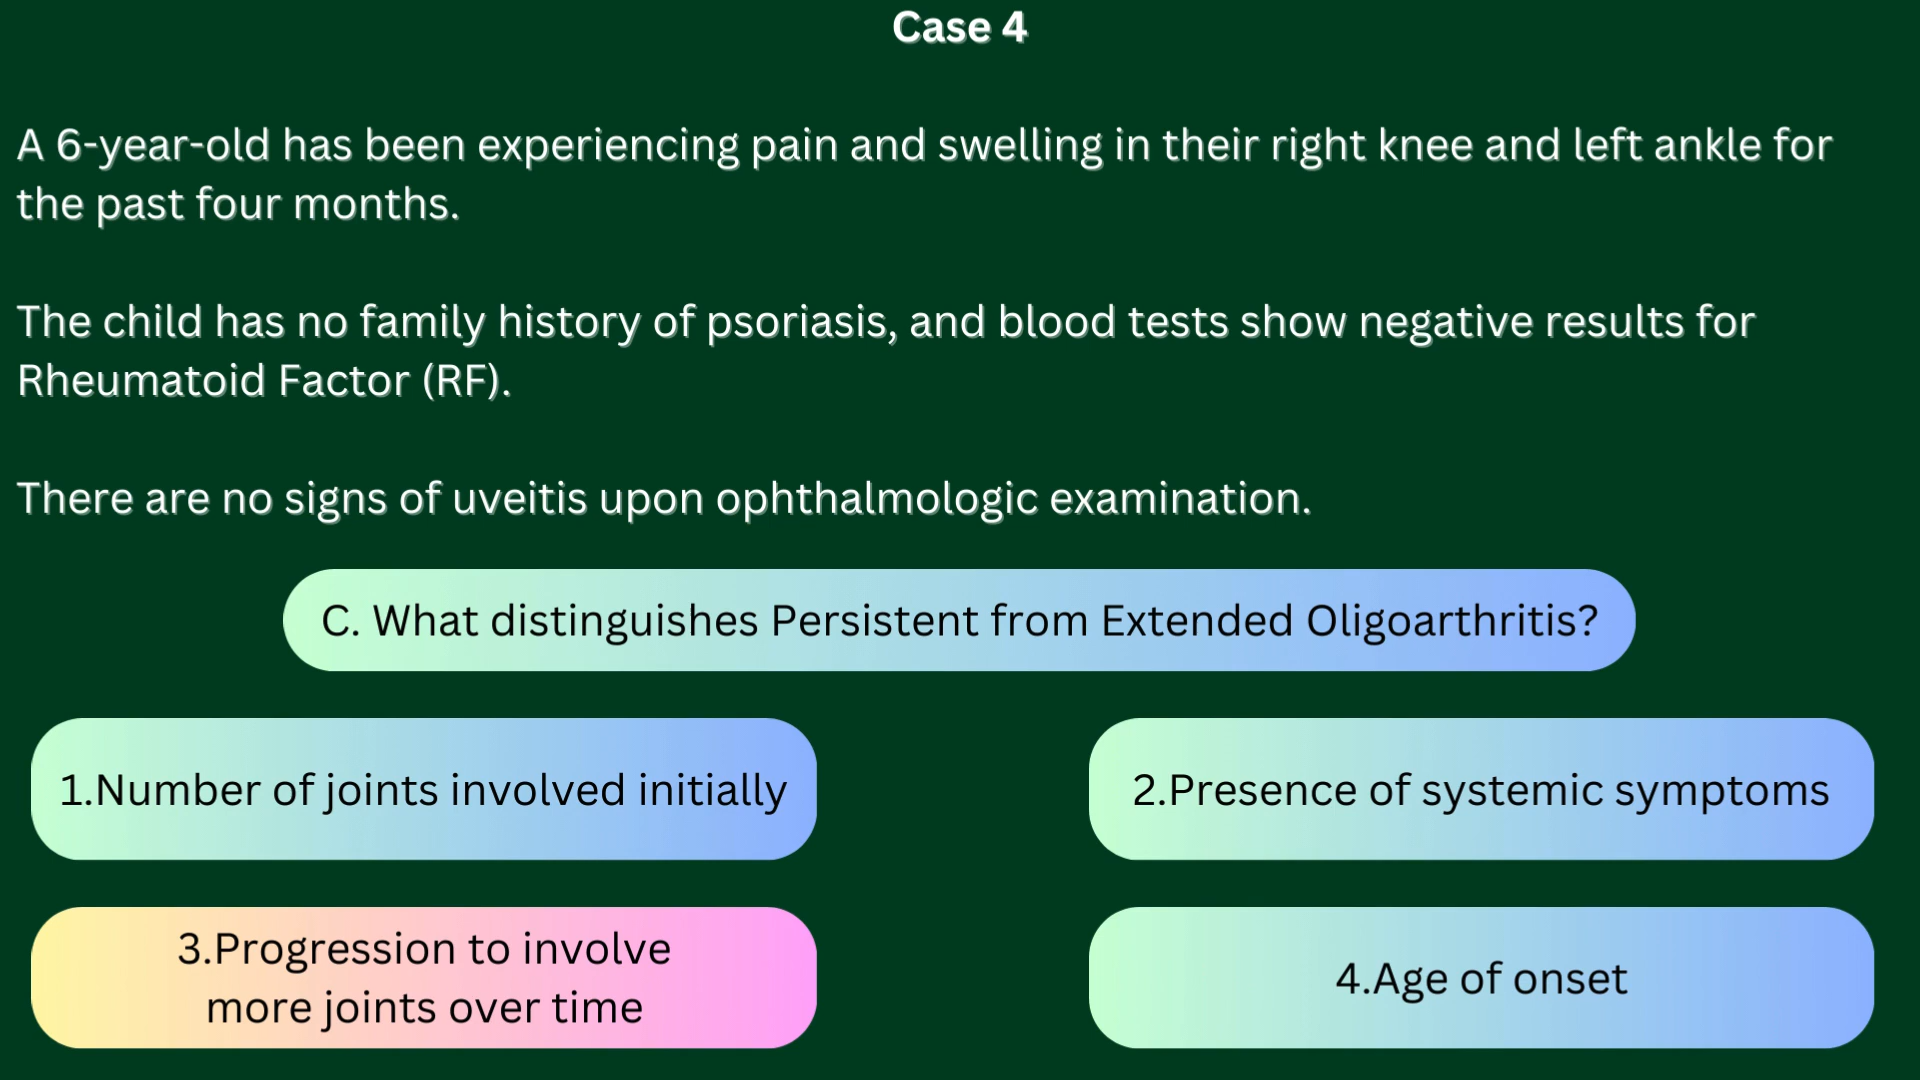 Case 4
A 6-year-old has been experiencing pain and swelling in their right knee and left ankle for
the past four months.
The child has no family history of psoriasis, and blood tests show negative results for
Rheumatoid Factor (RF).
There are no signs of uveitis upon ophthalmologic examination.
C. What distinguishes Persistent from Extended Oligoarthritis?
1.Number of joints involved initially
2.Presence of systemic symptoms
3.Progression to involve
more joints over time
4.Age of onset